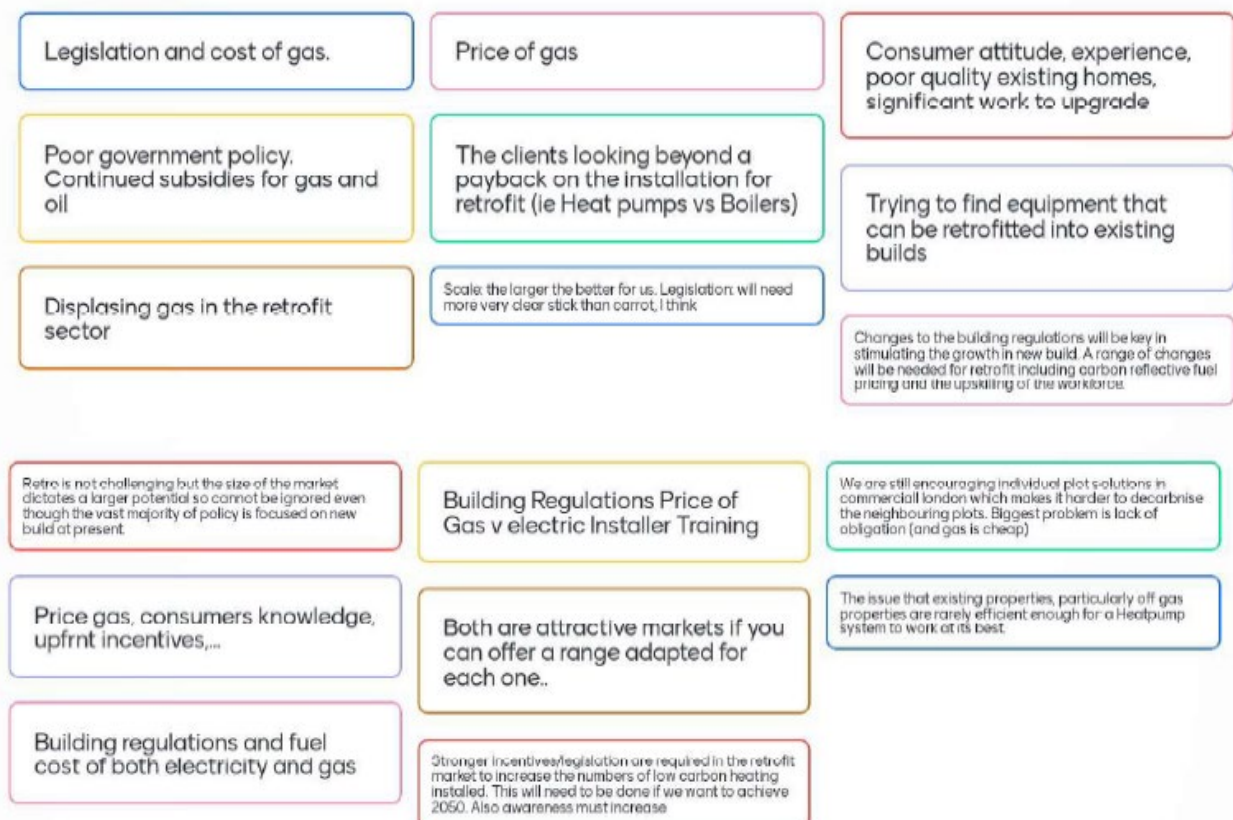 Legislation and cost of gas.
Poor government policy.
Continued subsidies for gas and
oil
Displasing gas in the retrofit
sector
Price of gas
The clients looking beyond a
payback on the installation for
retrofit (ie Heat pumps vs Boilers)
Scale: the larger the better for us. Legislation: will need
more very clear stick than carrot, I think
Consumer attitude, experience,
poor quality existing homes,
significant work to upgrade
Trying to find equipment that
can be retrofitted into existing
builds
Changes to the building regulations will be key in
stimulating the growth in new build. A range of changes
will be needed for retrofit including carbon reflective fuel
pricing and the upskilling of the workforce.
Retro is not challenging but the size of the market
dictates a larger potential so cannot be ignored even
though the vast majority of policy is focused on new
build at present.
Price gas, consumers knowledge,
upfrnt incentives,...
Building regulations and fuel
cost of both electricity and gas
Building Regulations Price of
Gas v electric Installer Training
Both are attractive markets if you
can offer a range adapted for
each one..
Stronger incentives/legislation are required in the retrofit
market to increase the numbers of low carbon heating
installed. This will need to be done if we want to achieve
2050. Also awareness must increase
We are still encouraging individual plot solutions in
commerciall london which makes it harder to decarbnise
the neighbouring plots. Biggest problem is lack of
obligation (and gas is cheap)
The issue that existing properties, particularly off gas
properties are rarely efficient enough for a Heatpump
system to work at its best.